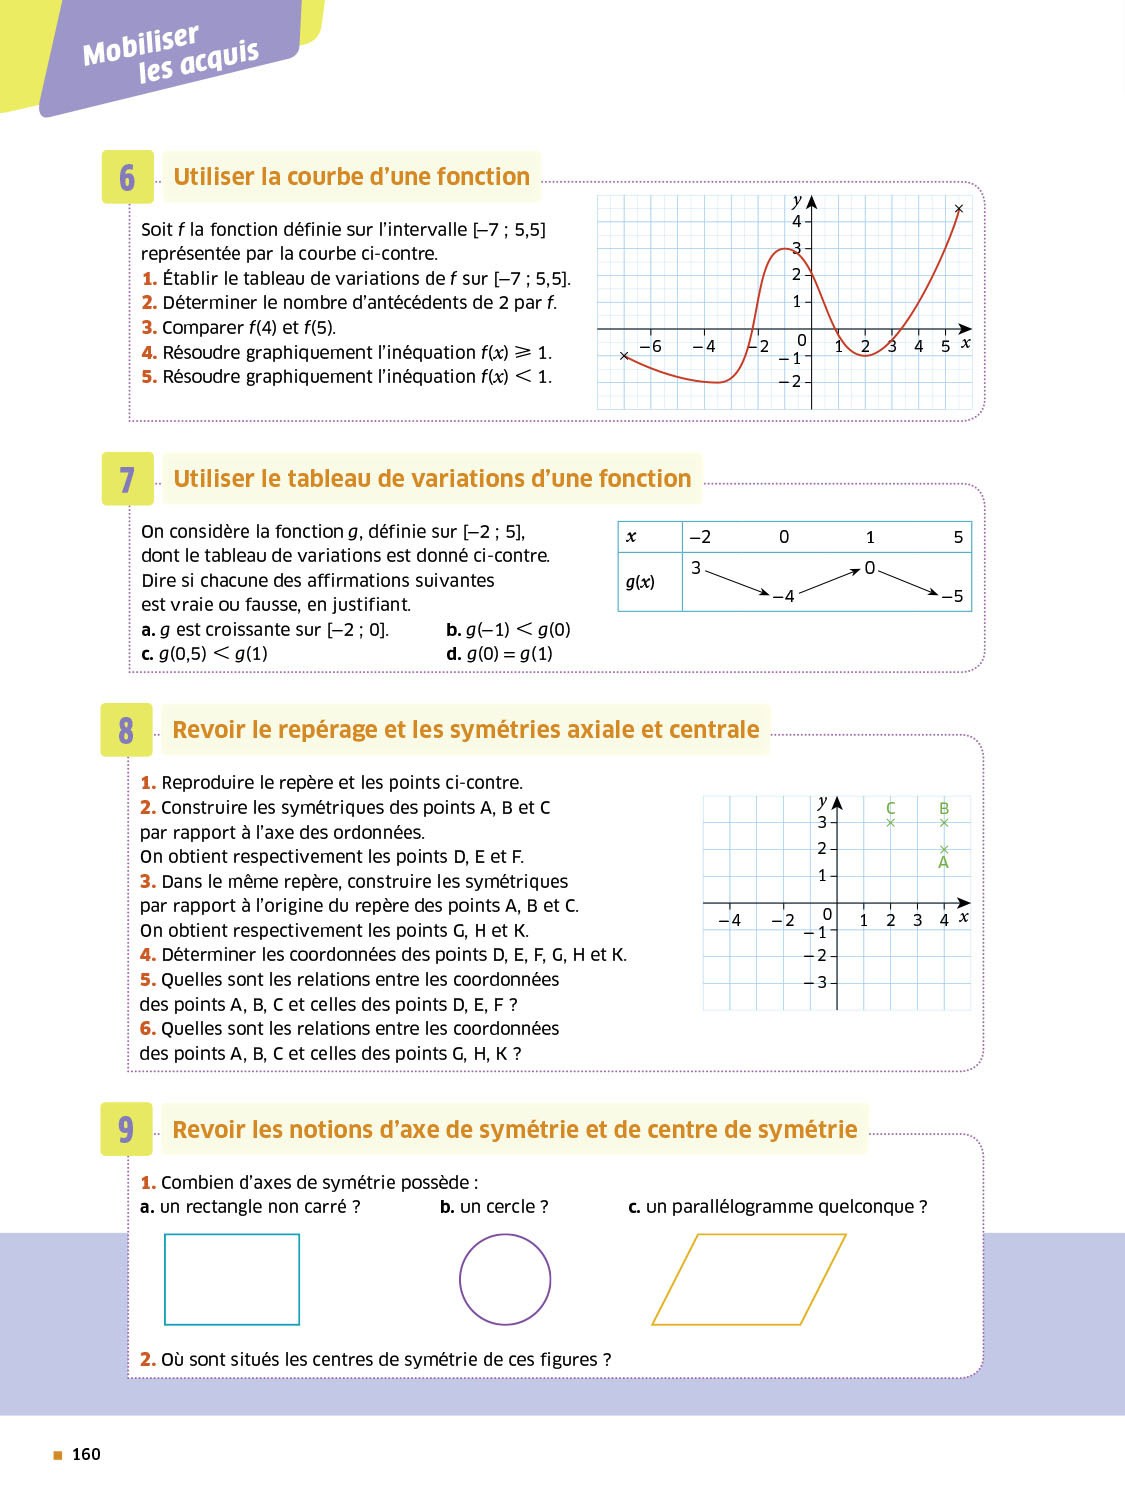 Mobiliser
les acquis
6 Utiliser la courbe d'une fonction
Soit f la fonction définie sur l'intervalle [–7 ; 5,5]
représentée par la courbe ci-contre.
1. Établir le tableau de variations de f sur [–7 ; 5,5].
2. Déterminer le nombre d'antécédents de 2 par f.
3. Comparer f(4) et f(5).
4. Résoudre graphiquement l'inéquation f(x) ⩾ 1.
5. Résoudre graphiquement l'inéquation f(x) < 1.
y
4
3
2
1
–6 –4 –2 0 1 2 3 4 5 x
–1
–2
7 Utiliser le tableau de variations d'une fonction
On considère la fonction g, définie sur [–2 ; 5],
dont le tableau de variations est donné ci-contre.
Dire si chacune des affirmations suivantes
est vraie ou fausse, en justifiant.
a. g est croissante sur [–2 ; 0]. b. g(–1) < g(0)
c. g(0,5) < g(1) d. g(0) = g(1)
x –2 0 1 5
3 0
g(x)
–4 –5
8 Revoir le repérage et les symétries axiale et centrale
1. Reproduire le repère et les points ci-contre.
2. Construire les symétriques des points A, B et C
par rapport à l'axe des ordonnées.
On obtient respectivement les points D, E et F.
3. Dans le même repère, construire les symétriques
par rapport à l'origine du repère des points A, B et C.
On obtient respectivement les points G, H et K.
4. Déterminer les coordonnées des points D, E, F, G, H et K.
5. Quelles sont les relations entre les coordonnées
des points A, B, C et celles des points D, E, F ?
6. Quelles sont les relations entre les coordonnées
des points A, B, C et celles des points G, H, K ?
y C B
3
2
A
1
–4 –2 0 1 2 3 4 x
–1
–2
–3
9 Revoir les notions d'axe de symétrie et de centre de symétrie
1. Combien d'axes de symétrie possède :
a. un rectangle non carré ? b. un cercle ? c. un parallélogramme quelconque ?
2. Où sont situés les centres de symétrie de ces figures ?
160